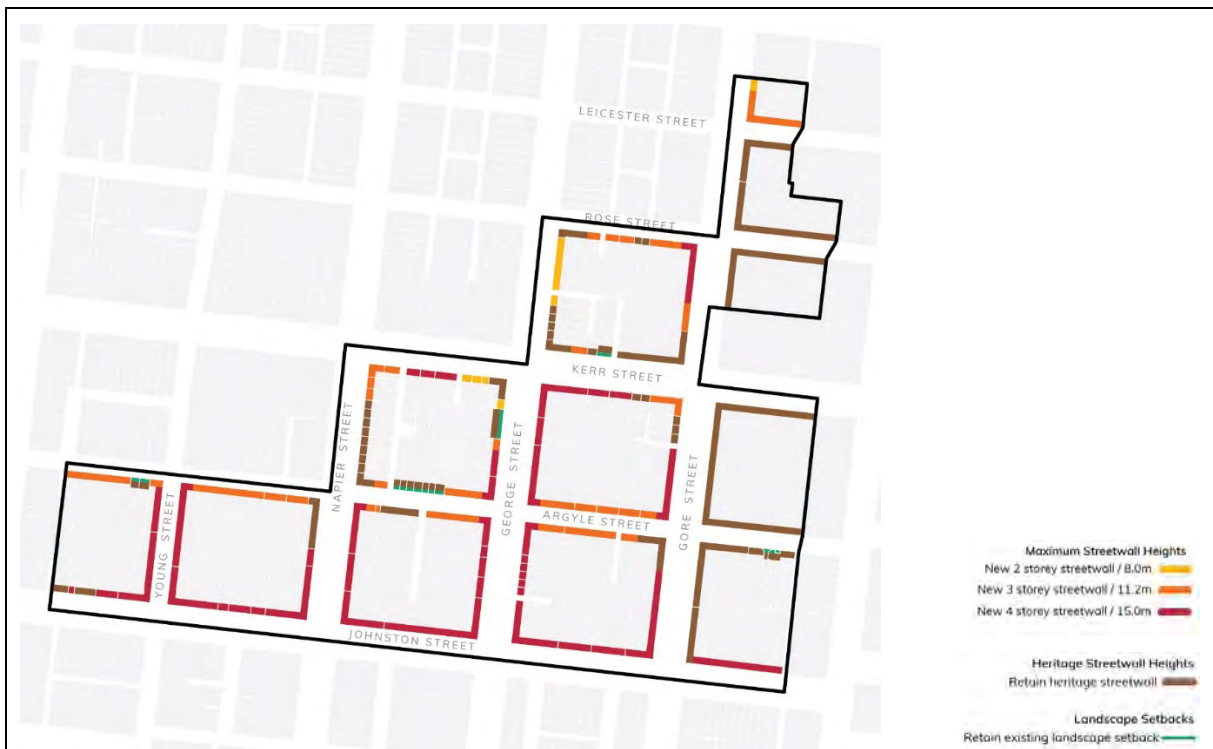 LEICESTER STREET
ROSE STREET
KERR STREET
NAPIER STREET
GEORGE STREET
GORE STREET
YOUNG STREET
ARGYLE STREET
JOHNSTON STREET
Maximum Streetwall Heights
New 2 storey streetwall / 8.0m
New 3 storey streetwall / 11.2m
New 4 storey streetwall / 15.0m
Heritage Streetwall Heights
Retain heritage streetwall
Landscape Setbacks
Retain existing landscape setback